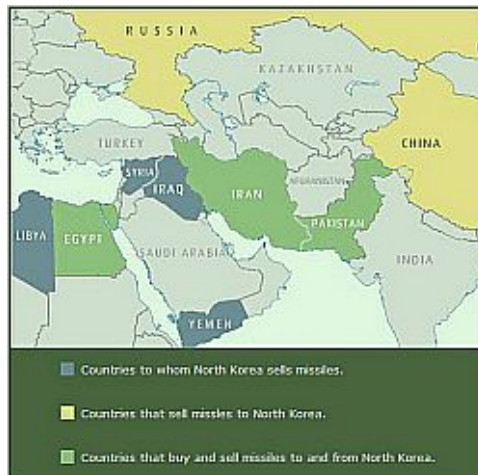 RUSSIA
KAZAKHSTAN
TURKEY
CHINA
SYRIA
IRAQ
IRAN
AFGHANISTAN
PAKISTAN
LIBYA
EGYPT
SAUDI ARABIA
INDIA
YEMEN
Countries to whom North Korea sells missiles.
Countries that sell missles to North Korea.
Countries that buy and sell missiles to and from North Korea.